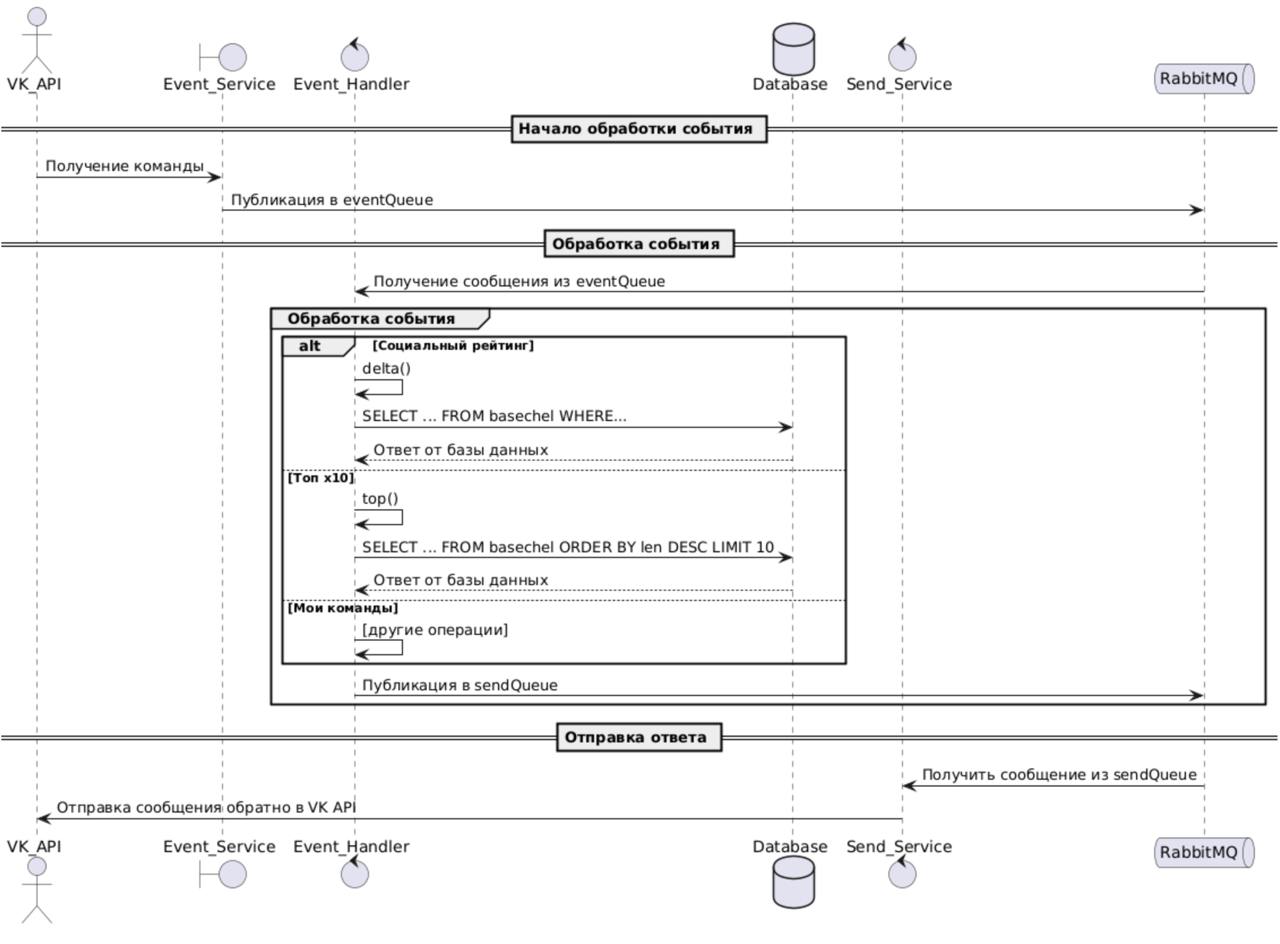 VK_API
Event_Service
Event_Handler
Database
Send_Service
RabbitMQ
Начало обработки события
Получение команды
Публикация в eventQueue
Обработка события
Получение сообщения из eventQueue
Обработка события
alt [Социальный рейтинг]
delta()
SELECT ... FROM basechel WHERE...
Ответ от базы данных
[Топ x10]
top()
SELECT ... FROM basechel ORDER BY len DESC LIMIT 10
Ответ от базы данных
[Мои команды]
[другие операции]
Публикация в sendQueue
Отправка ответа
Получить сообщение из sendQueue
Отправка сообщения обратно в VK API
VK_API
Event_Service
Event_Handler
Database
Send_Service
RabbitMQ